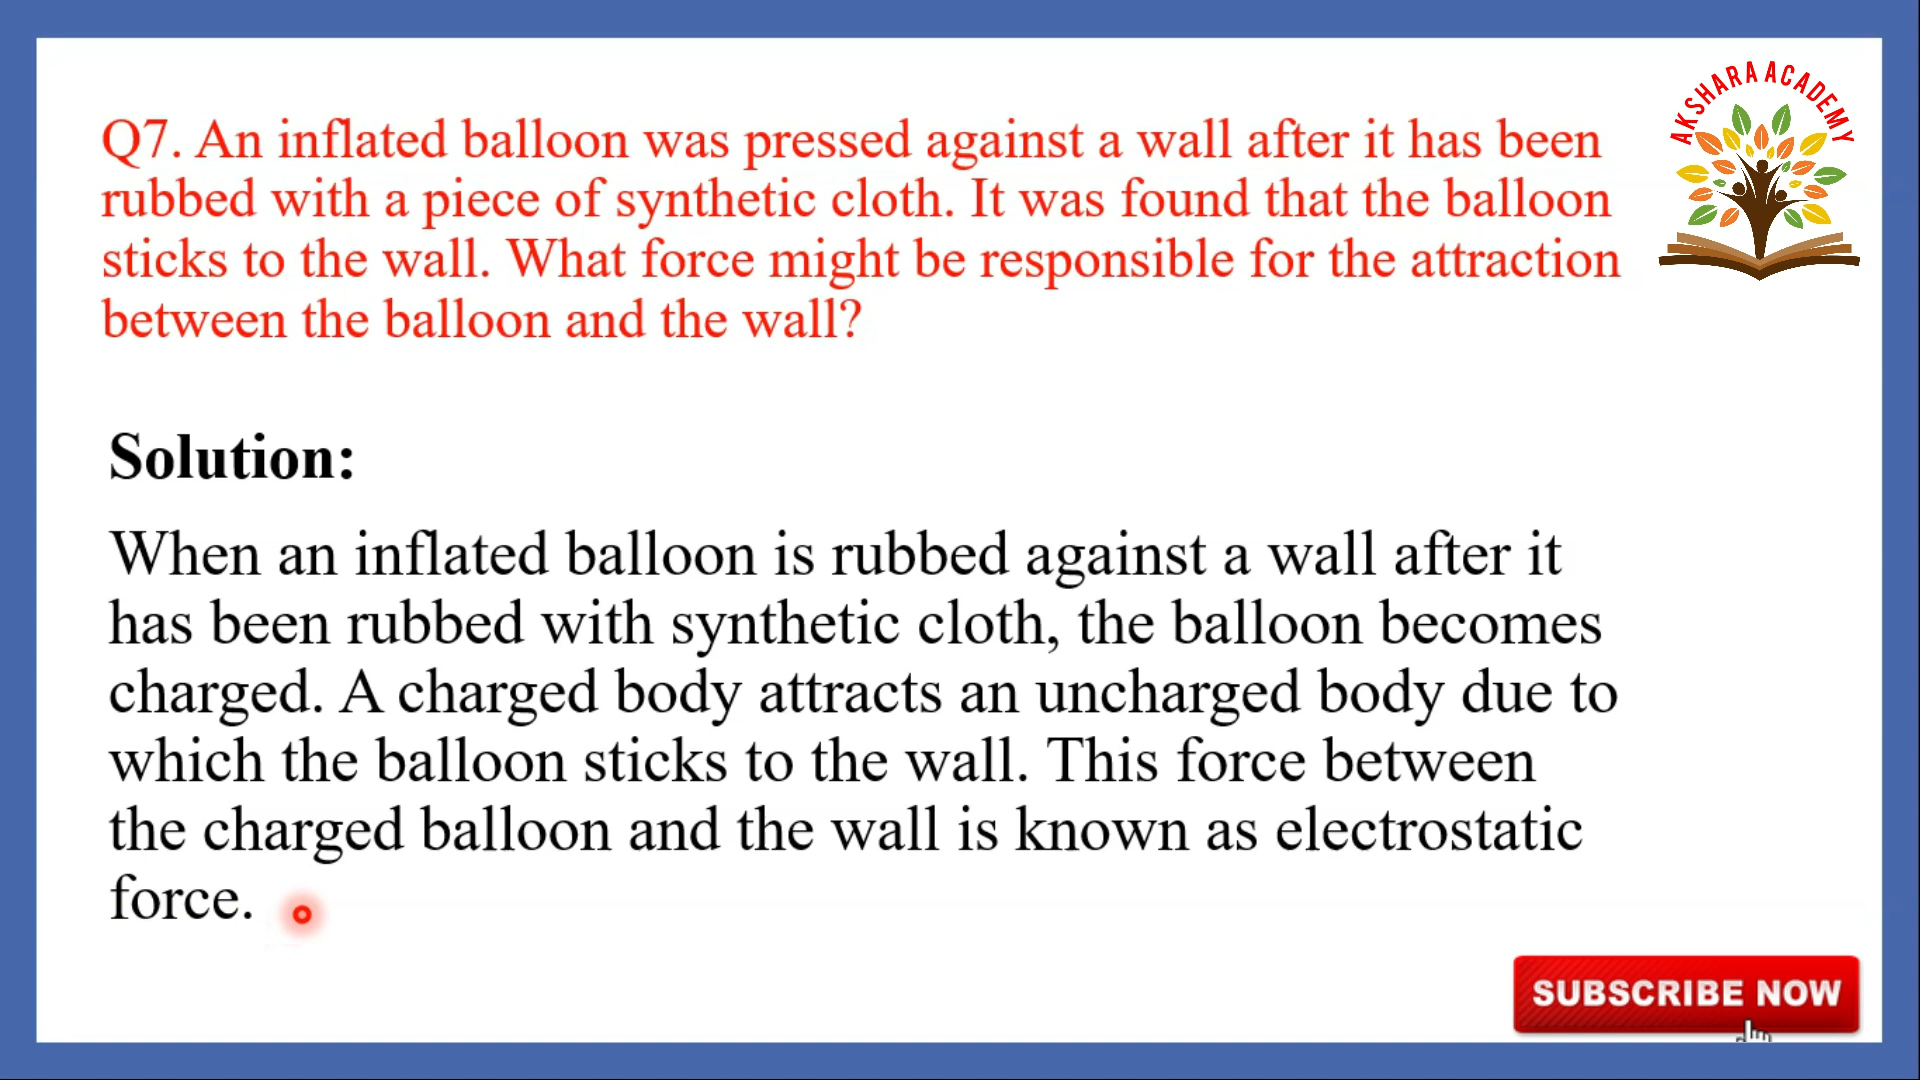 AKSHARA ACADEMY
Q7. An inflated balloon was pressed against a wall after it has been
rubbed with a piece of synthetic cloth. It was found that the balloon
sticks to the wall. What force might be responsible for the attraction
between the balloon and the wall?
Solution:
When an inflated balloon is rubbed against a wall after it
has been rubbed with synthetic cloth, the balloon becomes
charged. A charged body attracts an uncharged body due to
which the balloon sticks to the wall. This force between
the charged balloon and the wall is known as electrostatic
force.
SUBSCRIBE NOW